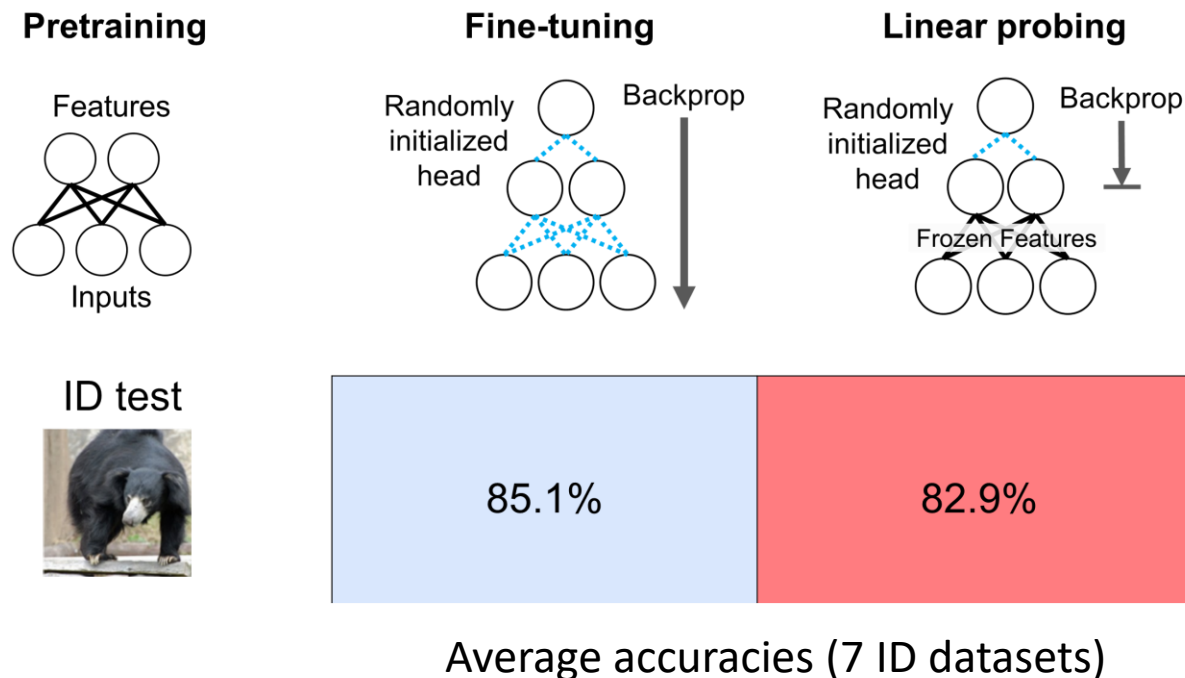 Pretraining
Fine-tuning
Linear probing
Features
Inputs
Randomly
initialized
head
Backprop
Randomly
initialized
head
Backprop
Frozen Features
ID test
85.1%
82.9%
Average accuracies (7 ID datasets)